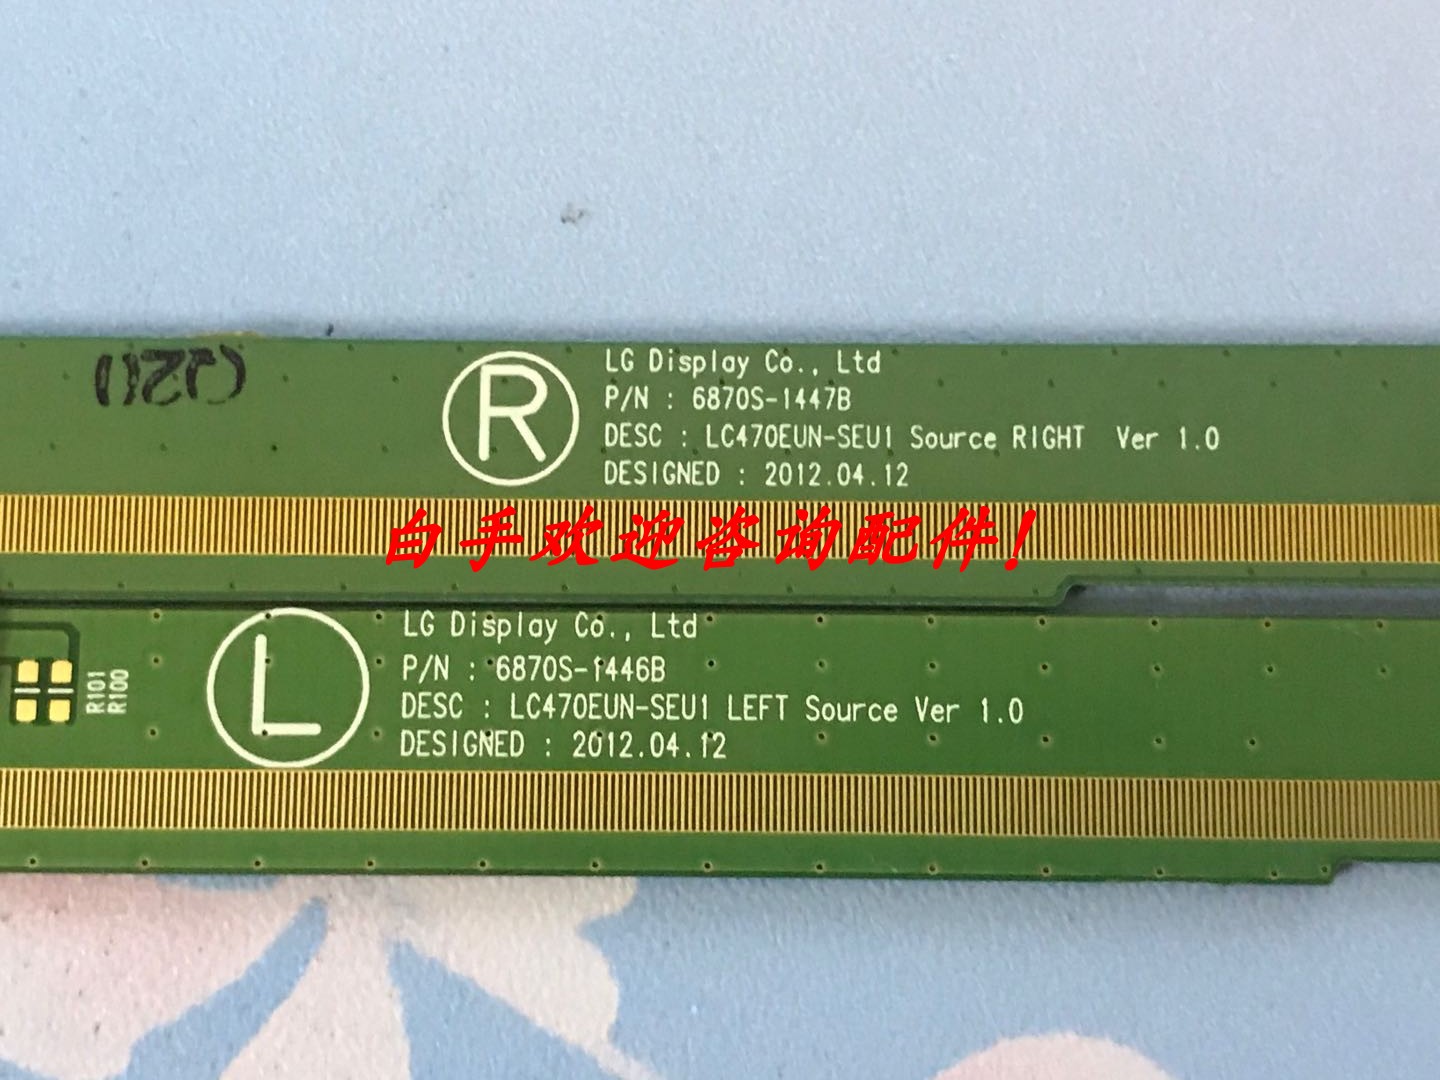 R
LG Display Co., Ltd
P/N : 6870S-1447B
DESC : LC470EUN-SEU1 Source RIGHT Ver 1.0
DESIGNED : 2012.04.12
白手欢迎咨询配件!
L
LG Display Co., Ltd
P/N : 6870S-1446B
DESC : LC470EUN-SEU1 LEFT Source Ver 1.0
DESIGNED : 2012.04.12
R101
R100